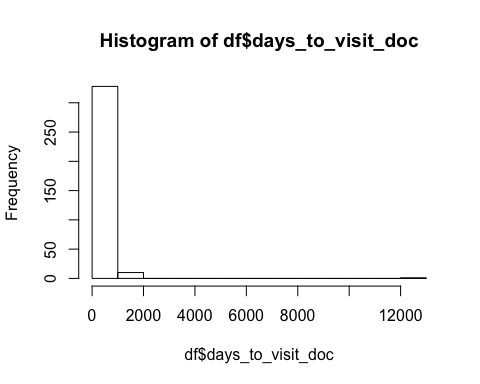 Histogram of df$days_to_visit_doc
Frequency
250
150
50
0
0 2000 4000 6000 8000 12000
df$days_to_visit_doc